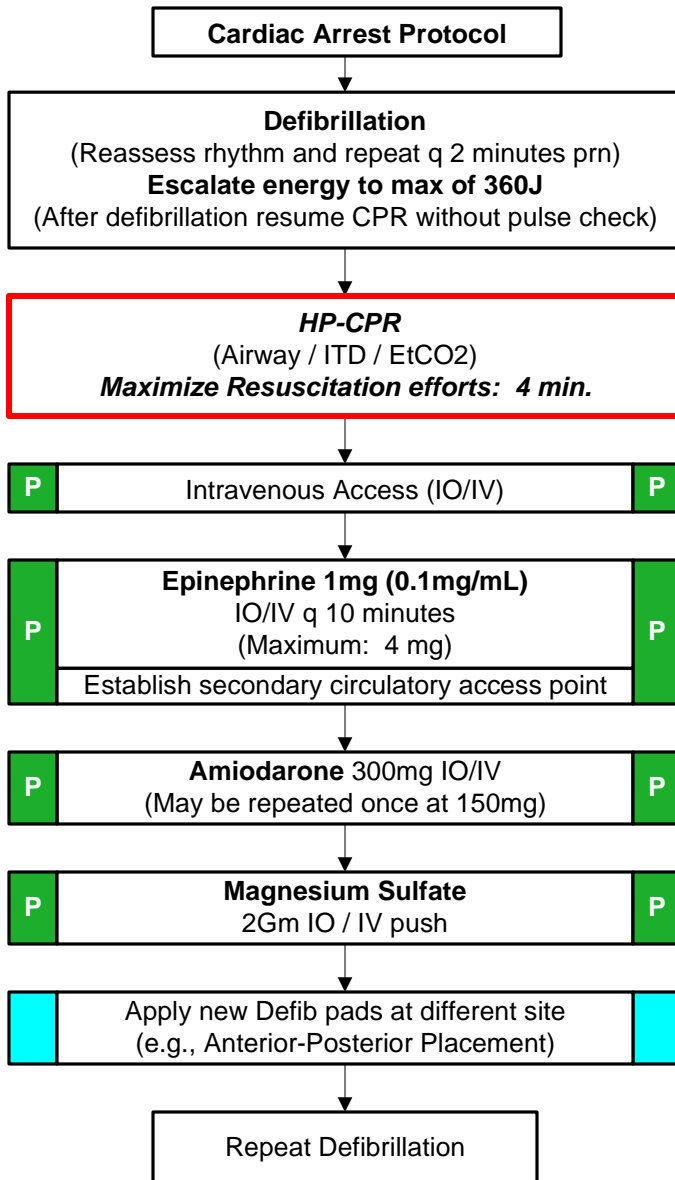 Cardiac Arrest Protocol
Defibrillation
(Reassess rhythm and repeat q 2 minutes prn)
Escalate energy to max of 360J
(After defibrillation resume CPR without pulse check)
HP-CPR
(Airway / ITD / EtCO2)
Maximize Resuscitation efforts:  4 min.
P Intravenous Access (IO/IV) P
Epinephrine 1mg (0.1mg/mL)
IO/IV q 10 minutes
P (Maximum:  4 mg) P
Establish secondary circulatory access point
P Amiodarone 300mg IO/IV P
(May be repeated once at 150mg)
P Magnesium Sulfate P
2Gm IO / IV push
Apply new Defib pads at different site
(e.g., Anterior-Posterior Placement)
Repeat Defibrillation